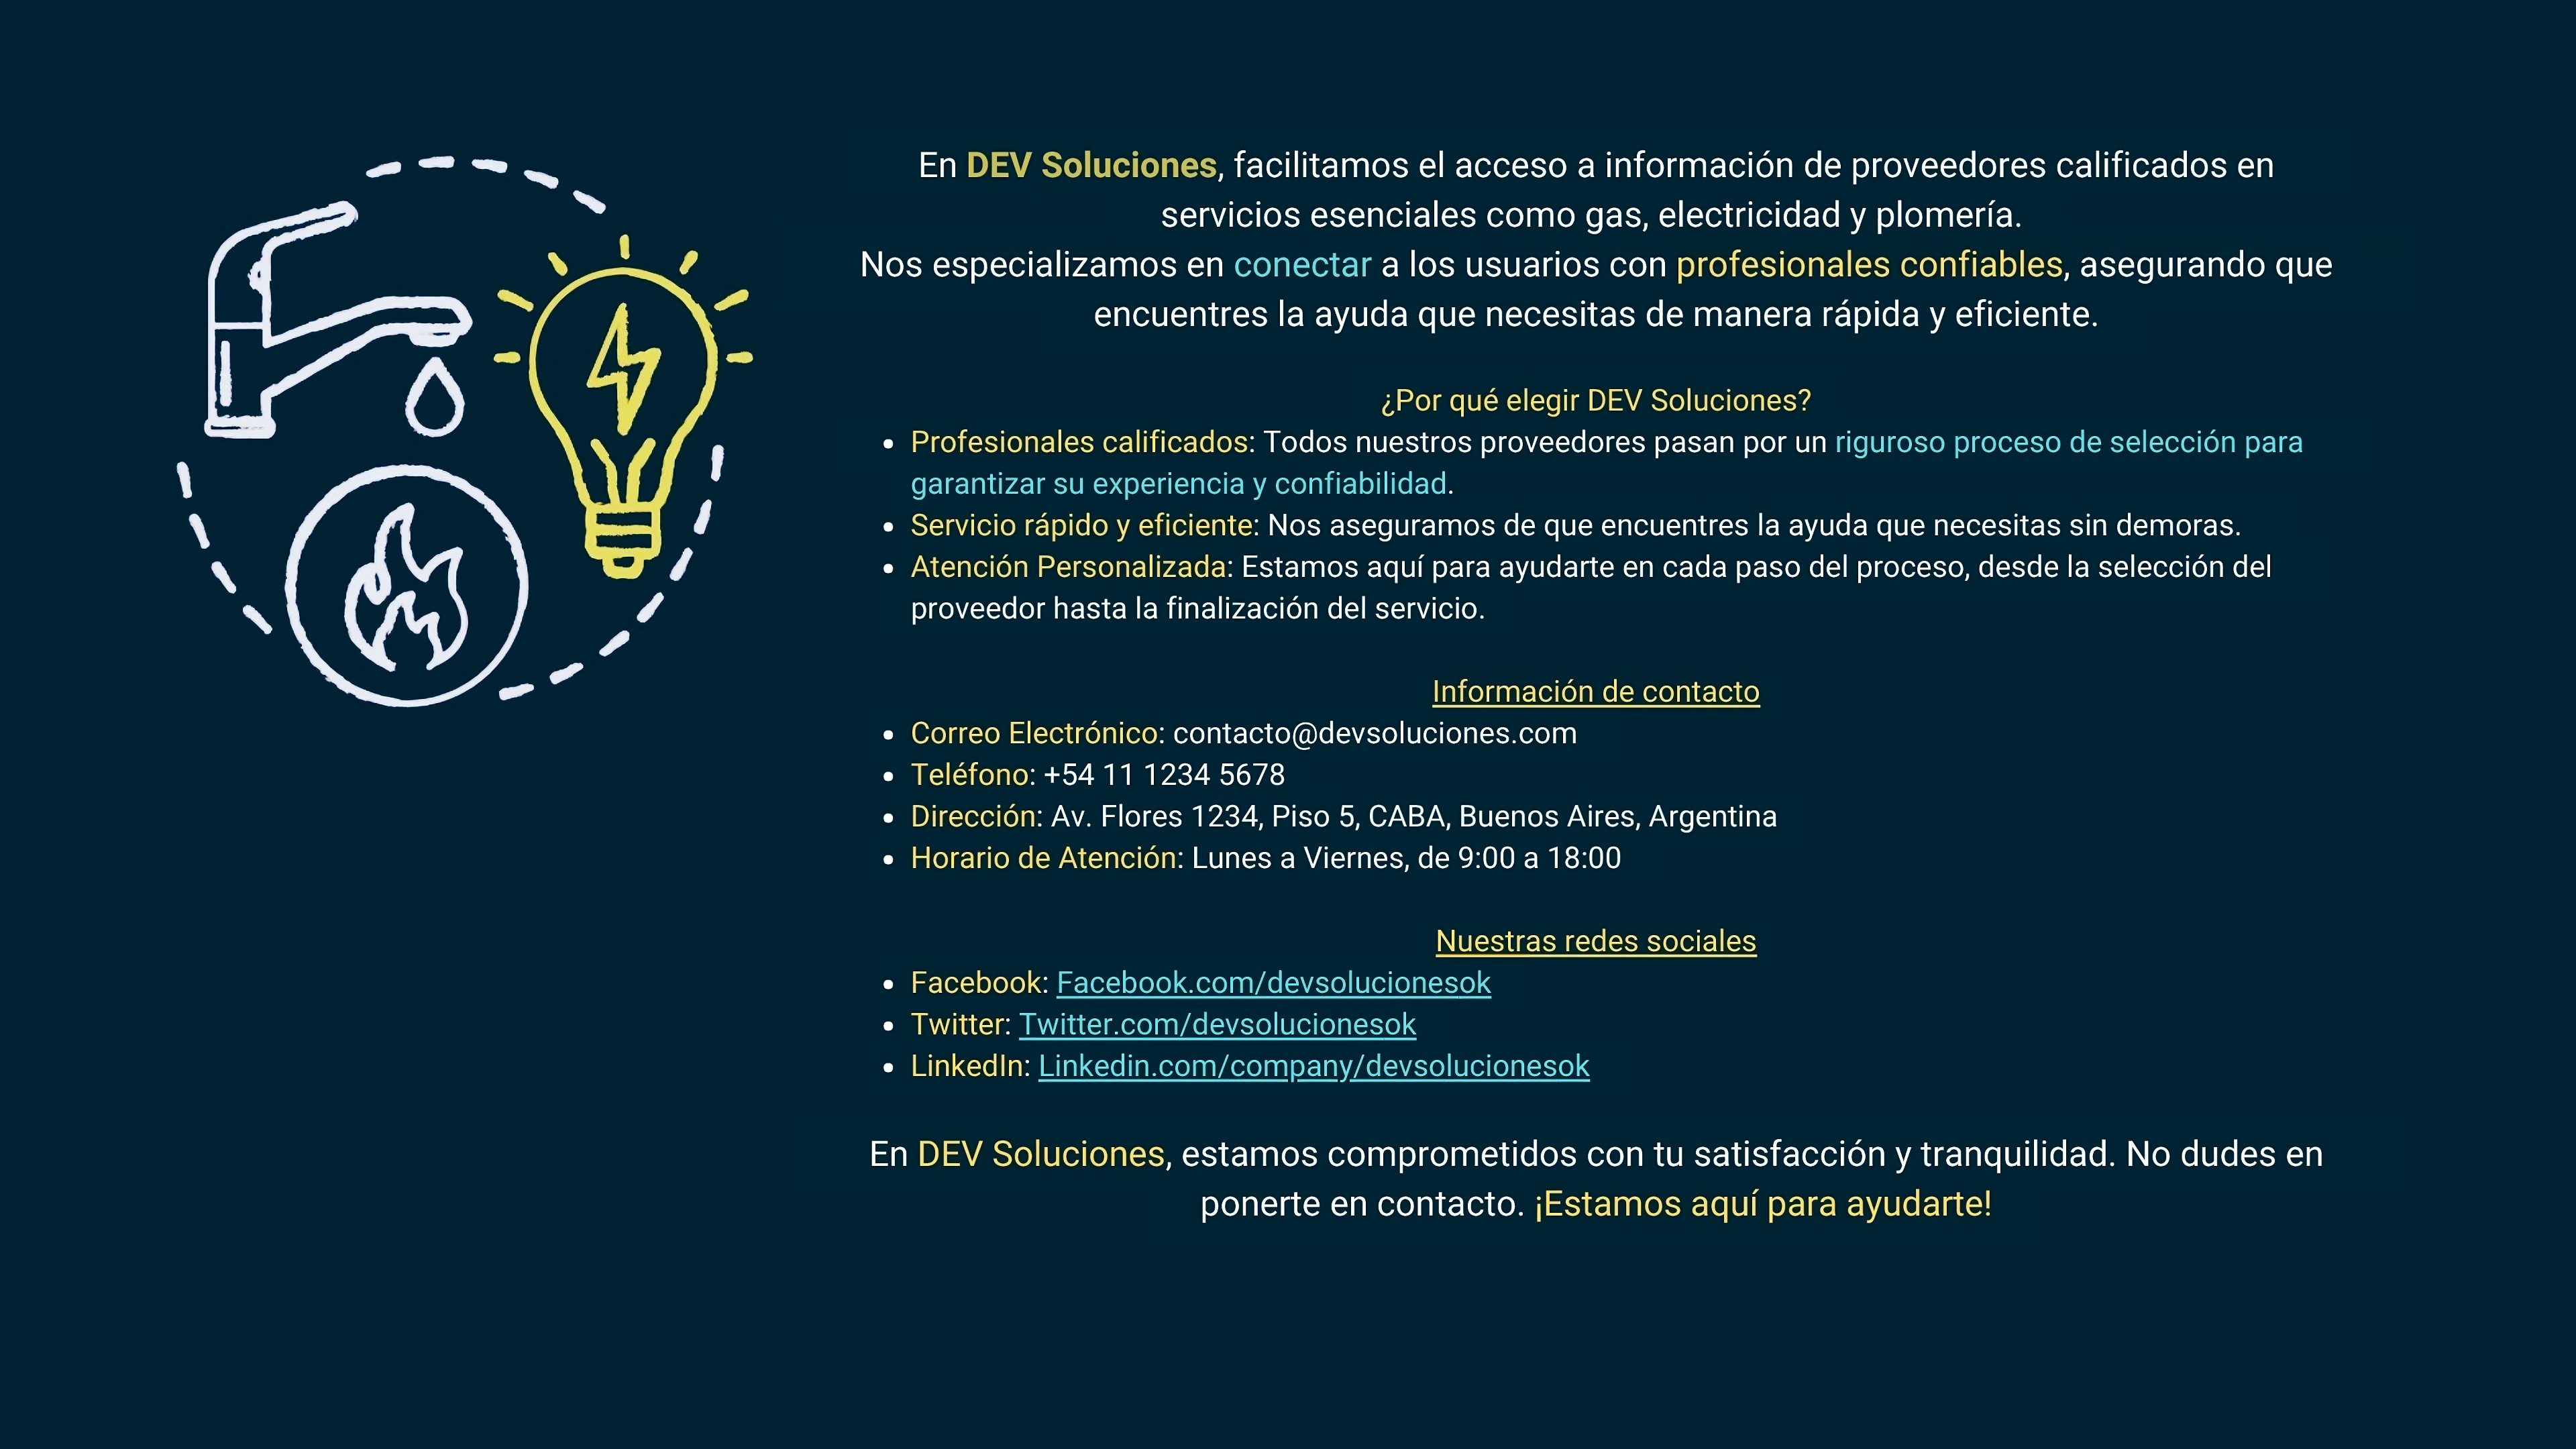 En DEV Soluciones, facilitamos el acceso a información de proveedores calificados en
servicios esenciales como gas, electricidad y plomería.
Nos especializamos en conectar a los usuarios con profesionales confiables, asegurando que
encuentres la ayuda que necesitas de manera rápida y eficiente.
¿Por qué elegir DEV Soluciones?
• Profesionales calificados: Todos nuestros proveedores pasan por un riguroso proceso de selección para
garantizar su experiencia y confiabilidad.
• Servicio rápido y eficiente: Nos aseguramos de que encuentres la ayuda que necesitas sin demoras.
• Atención Personalizada: Estamos aquí para ayudarte en cada paso del proceso, desde la selección del
proveedor hasta la finalización del servicio.
Información de contacto
• Correo Electrónico: contacto@devsoluciones.com
• Teléfono: +54 11 1234 5678
• Dirección: Av. Flores 1234, Piso 5, CABA, Buenos Aires, Argentina
• Horario de Atención: Lunes a Viernes, de 9:00 a 18:00
Nuestras redes sociales
• Facebook: Facebook.com/devsolucionesok
• Twitter: Twitter.com/devsolucionesok
• LinkedIn: Linkedin.com/company/devsolucionesok
En DEV Soluciones, estamos comprometidos con tu satisfacción y tranquilidad. No dudes en
ponerte en contacto. ¡Estamos aquí para ayudarte!